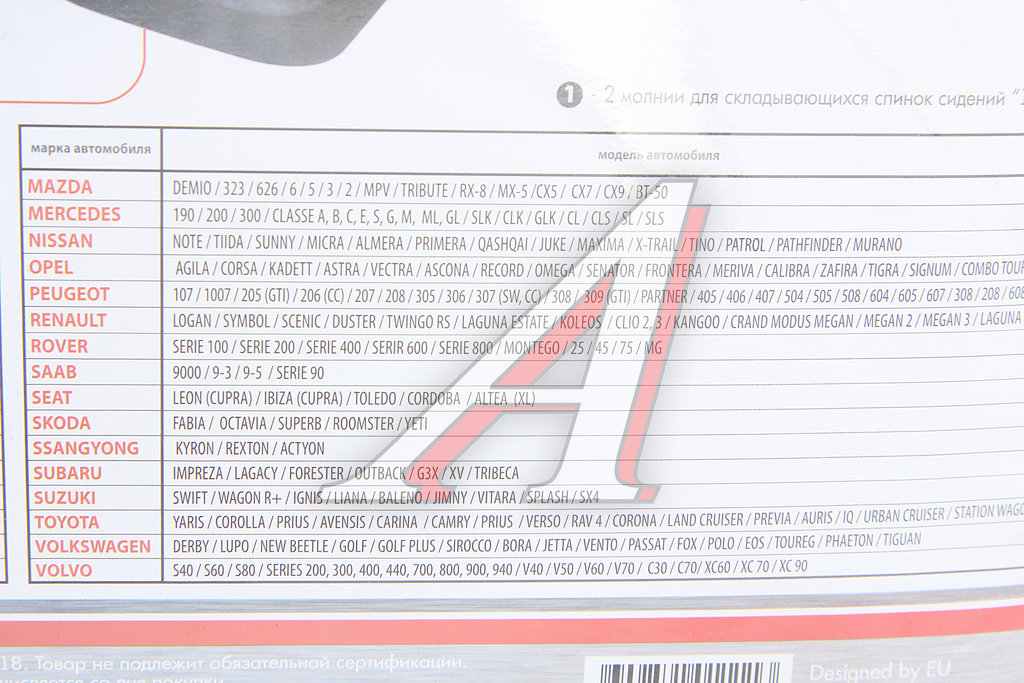 1 - 2 молнии для складывающихся спинок сидений "
марка автомобиля модель автомобиля
MAZDA DEMIO / 323 / 626 / 6 / 5 / 3 / 2 / MPV / TRIBUTE / RX-8 / MX-5 /CX5 / CX7 / CX9 / BT-50
MERCEDES 190 / 200 / 300 / CLASSE A, B, C, E, S, G, M, ML, GL / SLK / CLK / GLK / CL / CLS / SL / SLS
NISSAN NOTE / TIIDA / SUNNY / MICRA / ALMERA / PRIMERA / QASHQAI / JUKE / MAXIMA / X-TRAIL / TINO / PATROL / PATHFINDER / MURANO
OPEL AGILA / CORSA / KADETT / ASTRA / VECTRA / ASCONA / RECORD / OMEGA / SENATOR / FRONTERA / MERIVA / CALIBRA / ZAFIRA / TIGRA / SIGNUM / COMBO TOUR
PEUGEOT 107 / 1007 / 205 (GTI) / 206 (CC) / 207 / 208 / 305 / 306 / 307 (SW, CC) / 308 / 309 (GTI) / PARTNER / 405 / 406 / 407 / 504 / 505 / 508 / 604 / 605 / 607 / 308 / 208 / 608
RENAULT LOGAN / SYMBOL / SCENIC / DUSTER / TWINGO RS / LAGUNA ESTATE / KOLEOS / CLIO 2, 3 / KANGOO / CRAND MODUS MEGAN / MEGAN 2 / MEGAN 3 / LAGUNA
ROVER SERIE 100 / SERIE 200 / SERIE 400 / SERIR 600 / SERIE 800 / MONTEGO / 25 / 45 / 75 / MG
SAAB 9000 / 9-3 / 9-5 / SERIE 90
SEAT LEON (CUPRA) / IBIZA (CUPRA) / TOLEDO / CORDOBA / ALTEA (XL)
SKODA FABIA / OCTAVIA / SUPERB / ROOMSTER / YETI
SSANGYONG KYRON / REXTON / ACTYON
SUBARU IMPREZA / LAGACY / FORESTER / OUTBACK / G3X / XV / TRIBECA
SUZUKI SWIFT / WAGON R+ / IGNIS / LIANA / BALENO / JIMNY / VITARA / SPLASH / SX4
TOYOTA YARIS / COROLLA / PRIUS / AVENSIS / CARINA / CAMRY / PRIUS / VERSO / RAV 4 / CORONA / LAND CRUISER / PREVIA / AURIS / IQ / URBAN CRUISER / STATION WAGO
VOLKSWAGEN DERBY / LUPO / NEW BEETLE / GOLF / GOLF PLUS / SIROCCO / BORA / JETTA / VENTO / PASSAT / FOX / POLO / EOS / TOUREG / PHAETON / TIGUAN
VOLVO S40 / S60 / S80 / SERIES 200, 300, 400, 440, 700, 800, 900, 940 / V40 / V50 / V60 / V70 / C30 / C70/ XC60 / XC 70 / XC 90
18. Товар не подлежит обязательной сертификации.
Designed by EU